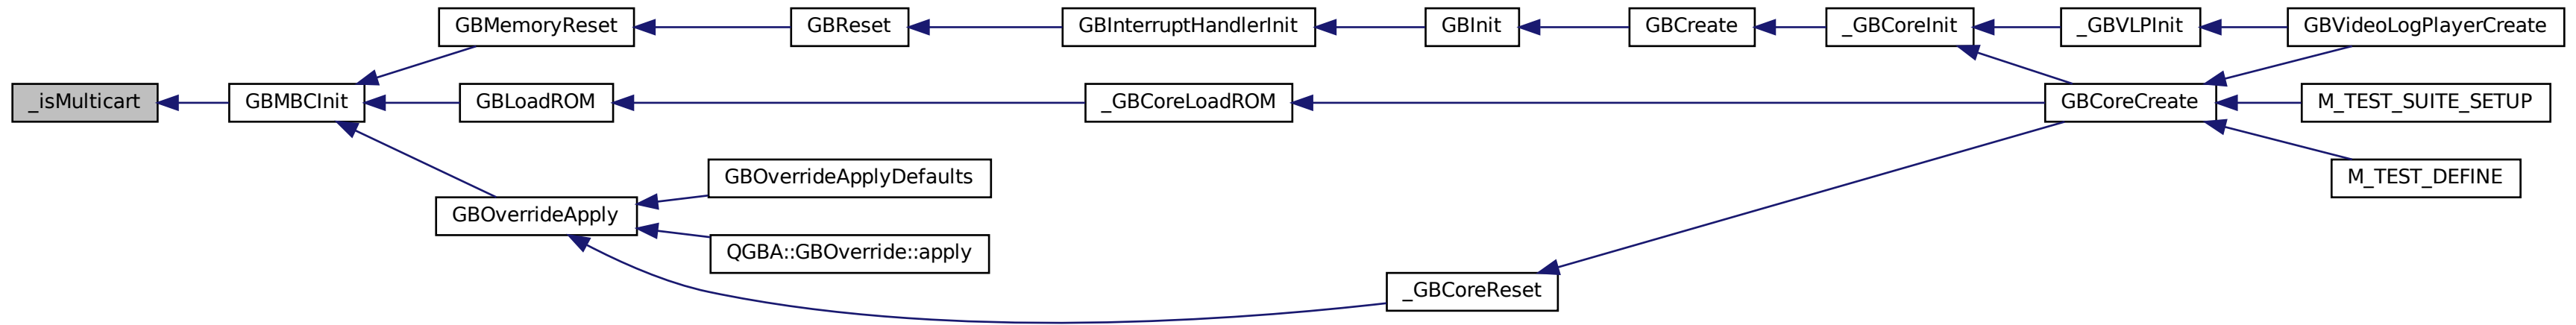 GBMemoryReset
GBReset
GBInterruptHandlerInit
GBInit
GBCreate
_GBCoreInit
_GBVLPInit
GBVideoLogPlayerCreate
_isMulticart
GBMBCInit
GBLoadROM
_GBCoreLoadROM
GBCoreCreate
M_TEST_SUITE_SETUP
GBOverrideApplyDefaults
M_TEST_DEFINE
GBOverrideApply
QGBA::GBOverride::apply
_GBCoreReset